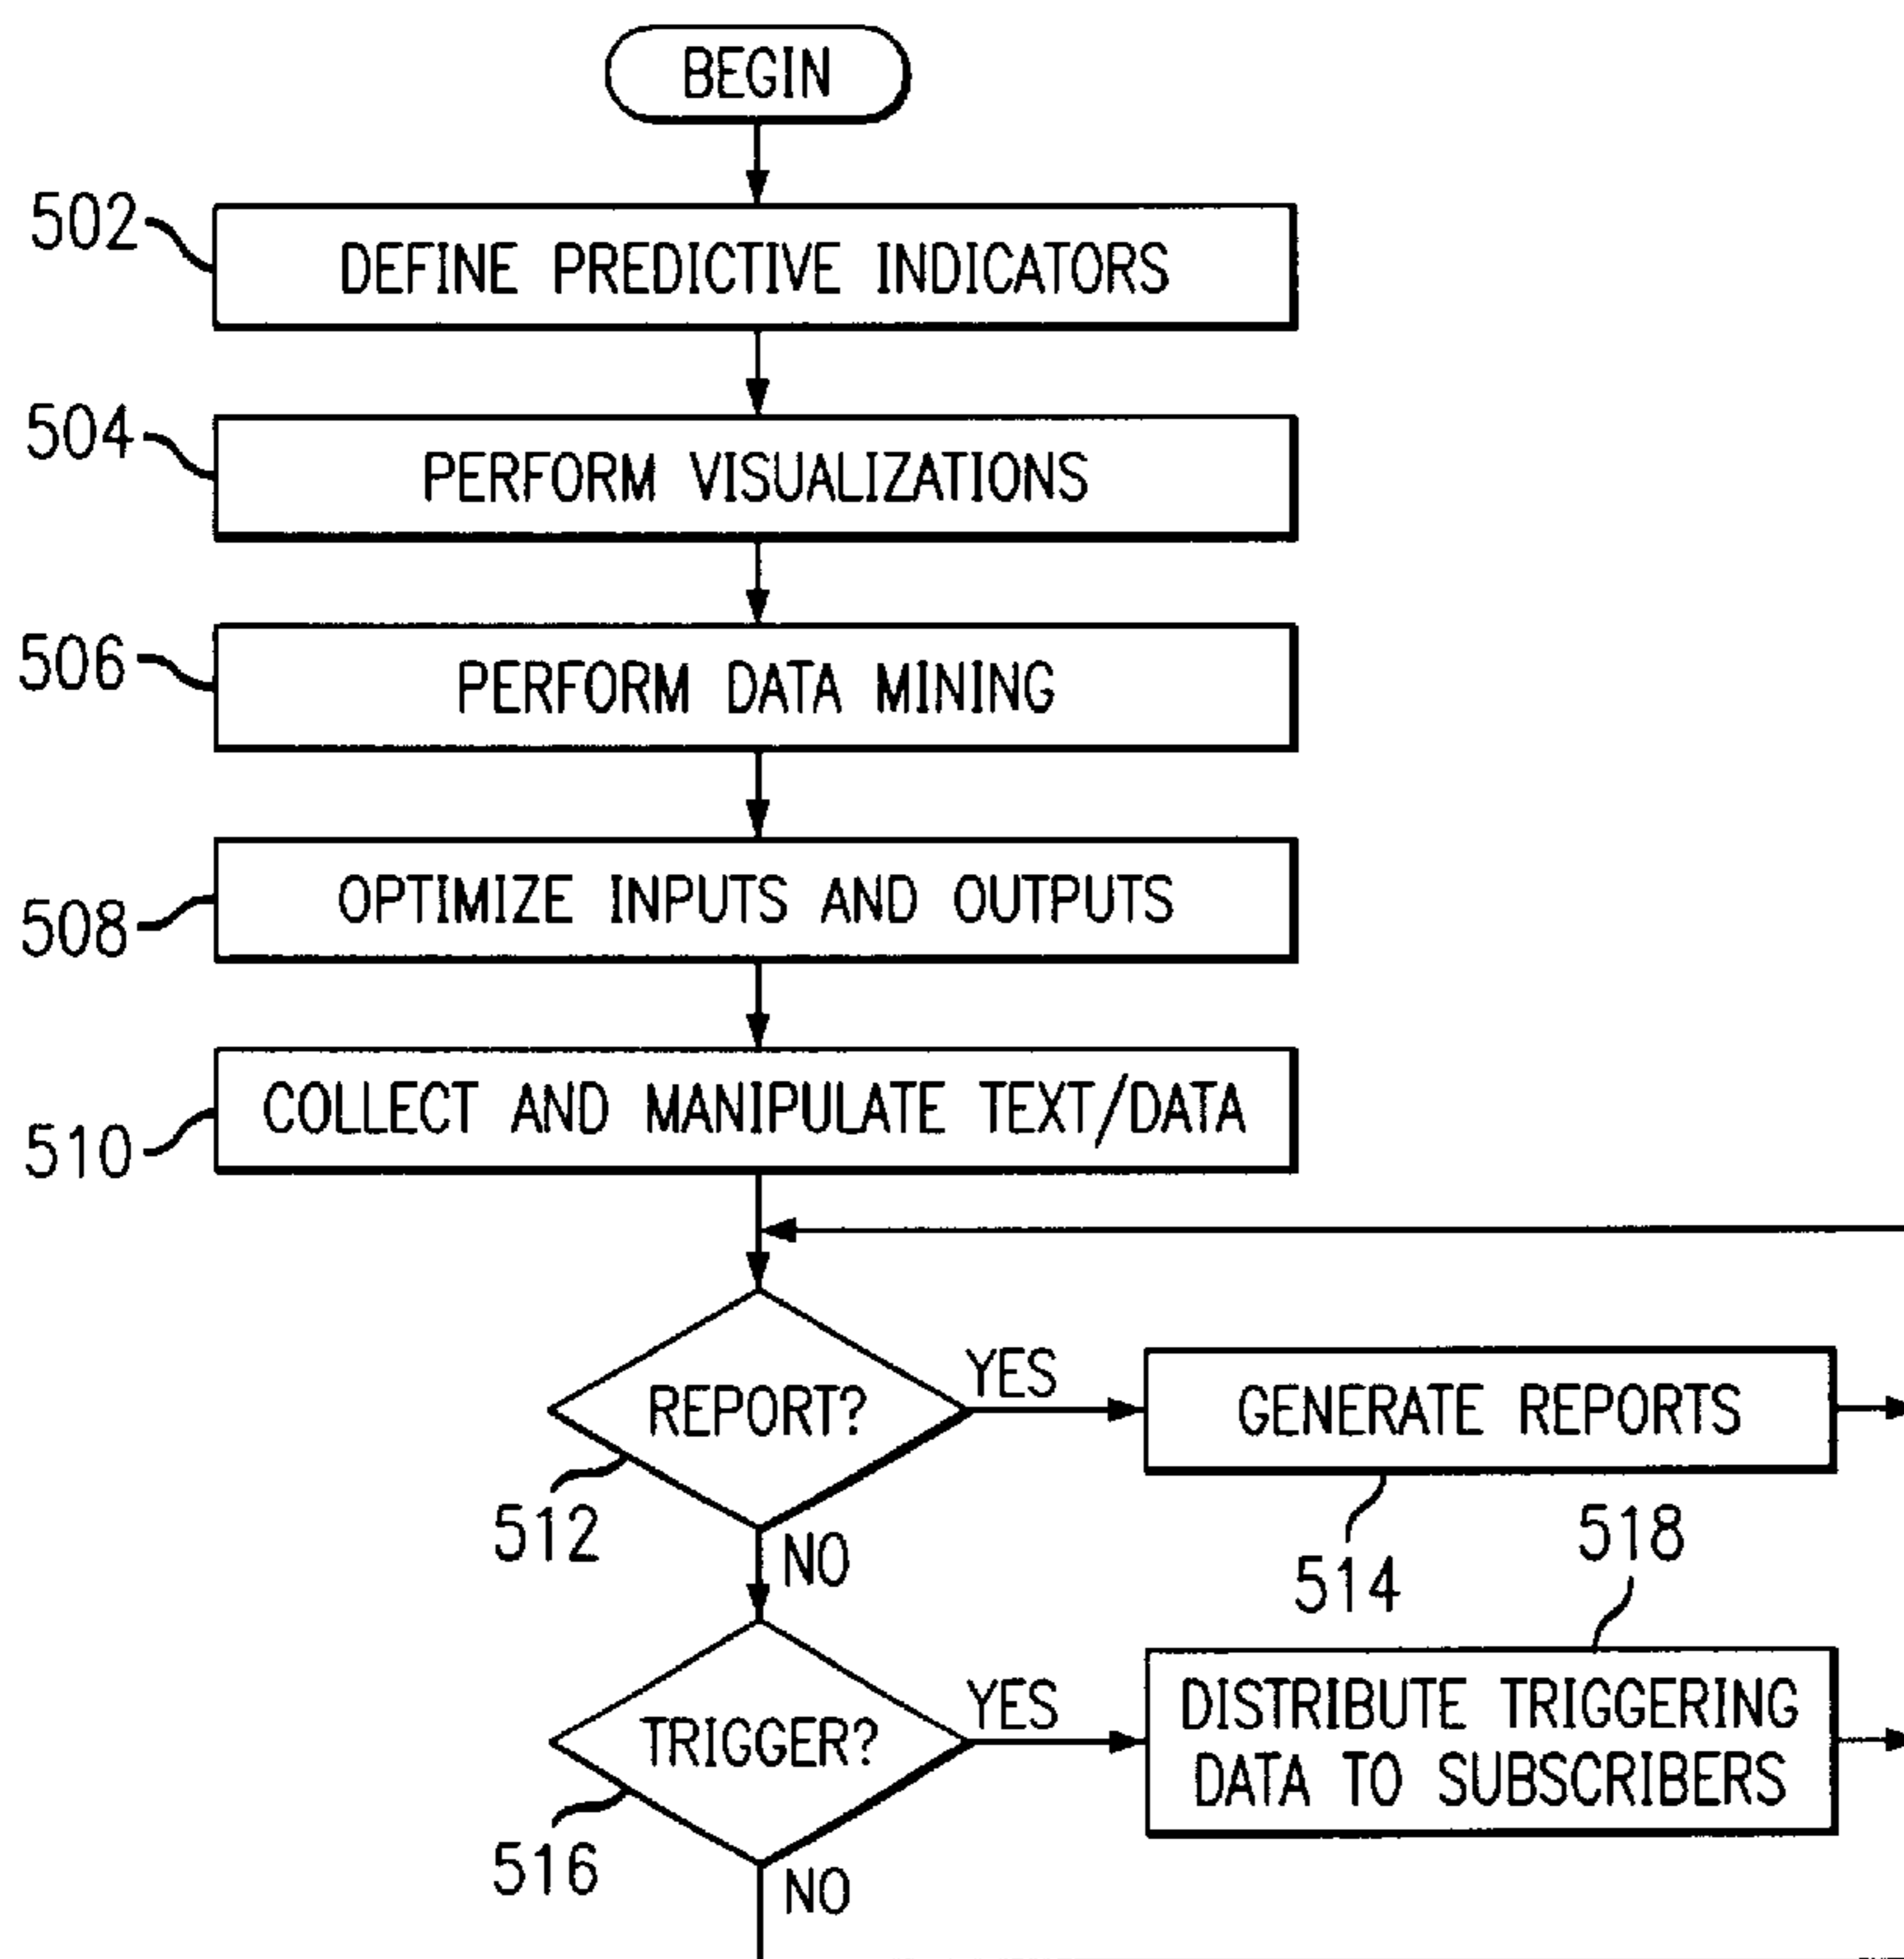 BEGIN
502
DEFINE PREDICTIVE INDICATORS
504
PERFORM VISUALIZATIONS
506
PERFORM DATA MINING
508
OPTIMIZE INPUTS AND OUTPUTS
510
COLLECT AND MANIPULATE TEXT/DATA
REPORT?
YES
GENERATE REPORTS
512
NO
514
518
TRIGGER?
YES
DISTRIBUTE TRIGGERING
DATA TO SUBSCRIBERS
516
NO